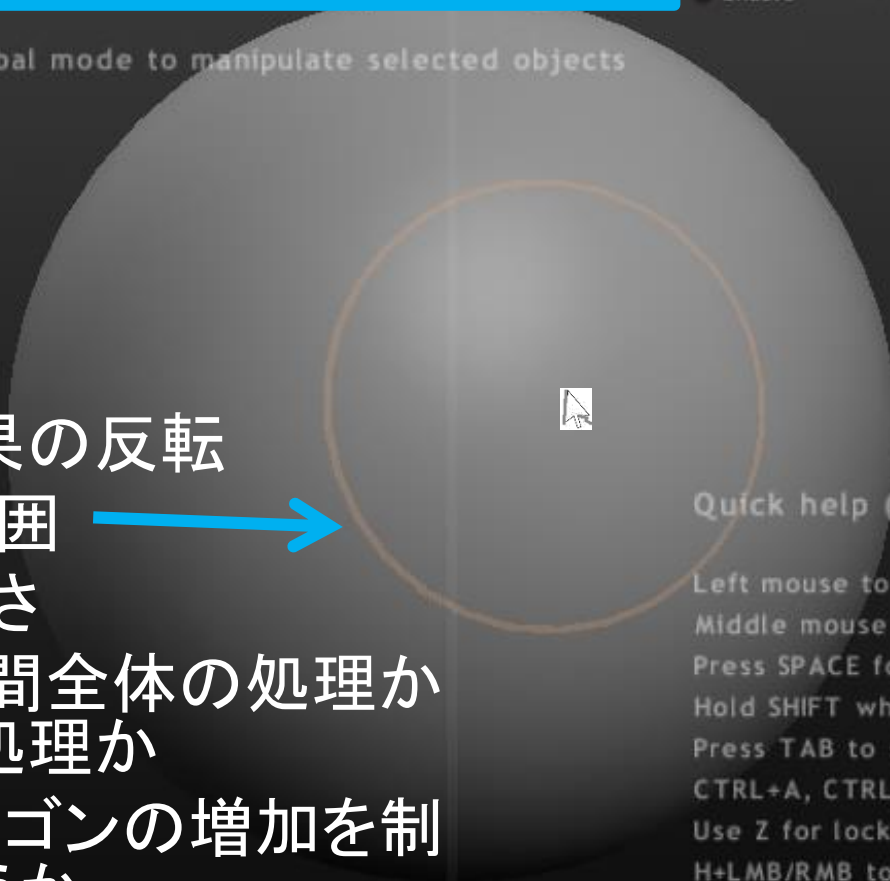 bal mode to manipulate selected objects
果の反転
囲
さ
間全体の処理か
処理か
ゴンの増加を制
Quick help (
Left mouse to
Middle mouse
Press SPACE fo
Hold SHIFT wh
Press TAB to
CTRL+A, CTRL
Use Z for lock
H+LMB/RMB to